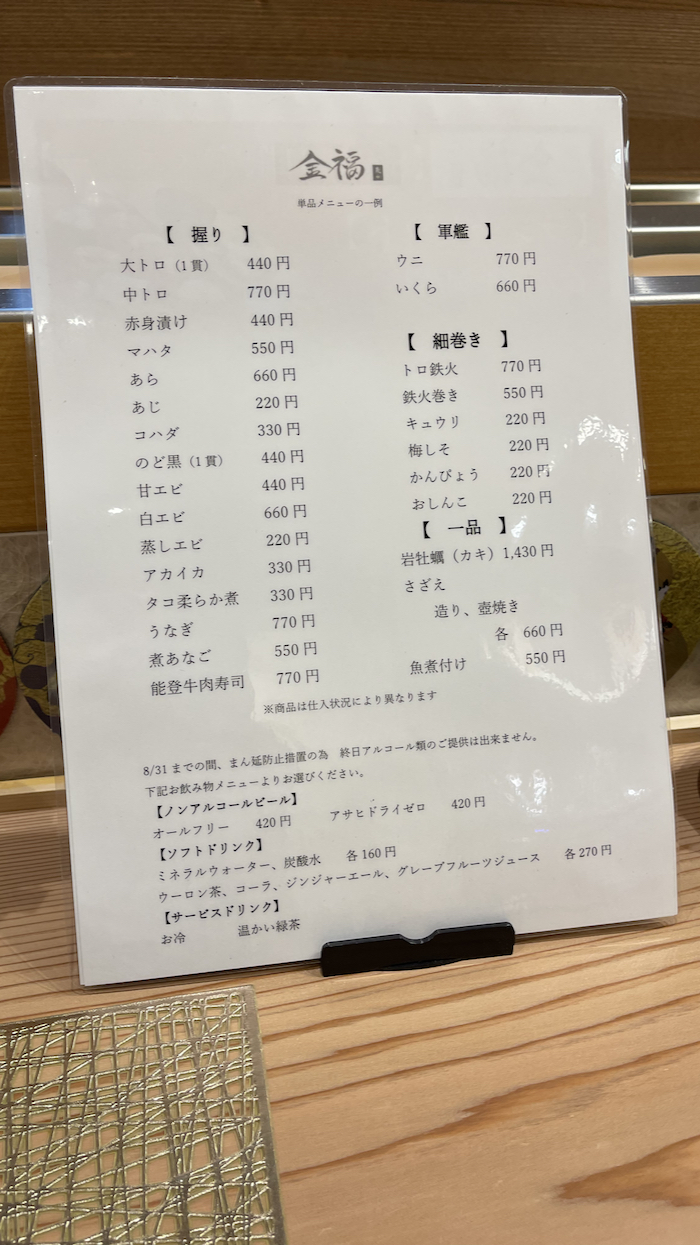 金福
単品メニューの一例
【 握り 】
大トロ（1貫） 440円
中トロ 770円
赤身漬け 440円
マハタ 550円
あら 660円
あじ 220円
コハダ 330円
のど黒（1貫） 440円
甘エビ 440円
白エビ 660円
蒸しエビ 220円
アカイカ 330円
タコ柔らか煮 330円
うなぎ 770円
煮あなご 550円
能登牛肉寿司 770円
【 軍艦 】
ウニ 770円
いくら 660円
【 細巻き 】
トロ鉄火 770円
鉄火巻き 550円
キュウリ 220円
梅しそ 220円
かんぴょう 220円
おしんこ 220円
【 一品 】
岩牡蠣（カキ）1,430円
さざえ
造り、壺焼き
各 660円
魚煮付け 550円
※商品は仕入状況により異なります
8/31までの間、まん延防止措置の為 終日アルコール類のご提供は出来ません。
下記お飲み物メニューよりお選びください。
【ノンアルコールビール】
オールフリー 420円 アサヒドライゼロ 420円
【ソフトドリンク】
ミネラルウォーター、炭酸水 各160円
ウーロン茶、コーラ、ジンジャーエール、グレープフルーツジュース 各270円
【サービスドリンク】
お冷 温かい緑茶